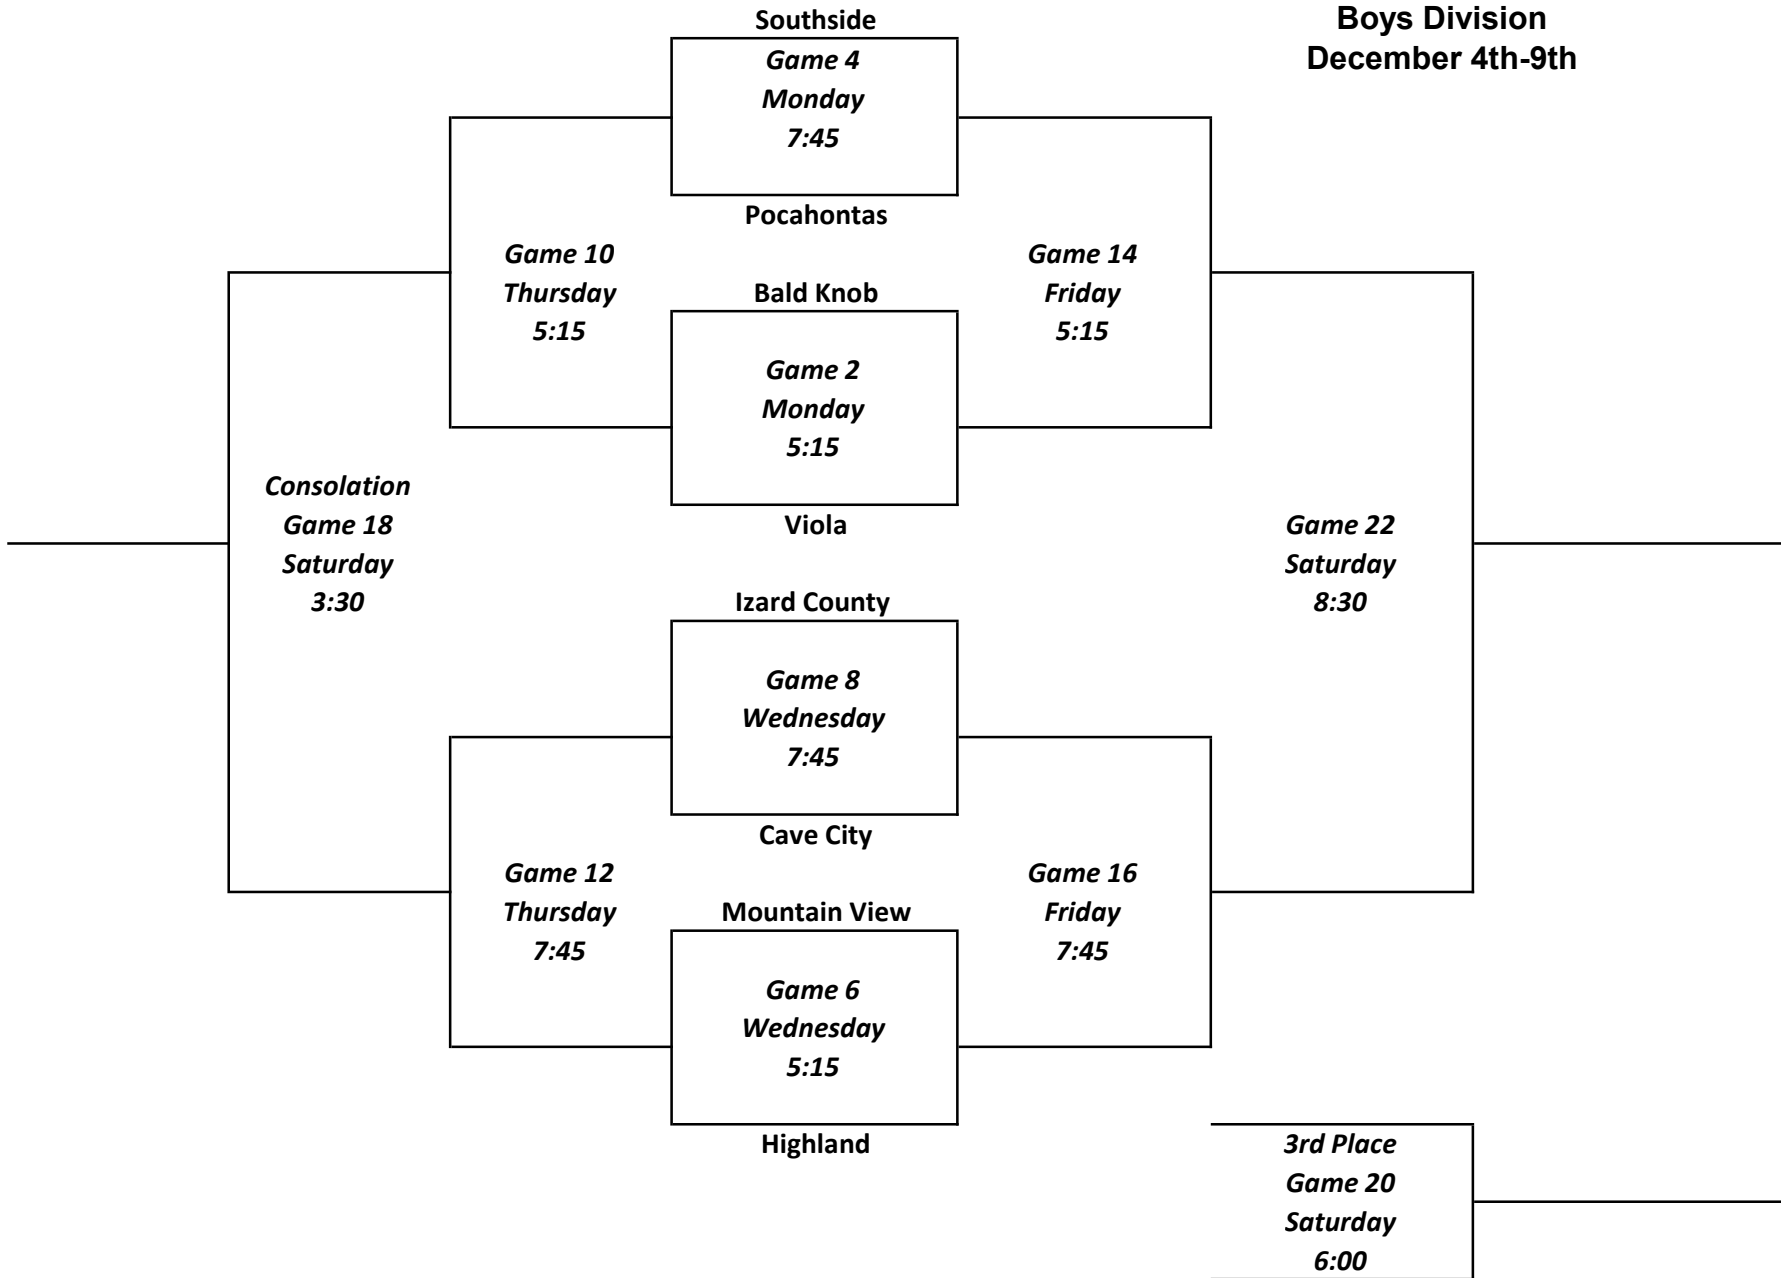 Boys Division
December 4th-9th
Southside
Game 4
Monday
7:45
Pocahontas
Game 10
Thursday
5:15
Game 14
Friday
5:15
Bald Knob
Game 2
Monday
5:15
Viola
Consolation
Game 18
Saturday
3:30
Game 22
Saturday
8:30
Izard County
Game 8
Wednesday
7:45
Cave City
Game 12
Thursday
7:45
Game 16
Friday
7:45
Mountain View
Game 6
Wednesday
5:15
Highland
3rd Place
Game 20
Saturday
6:00